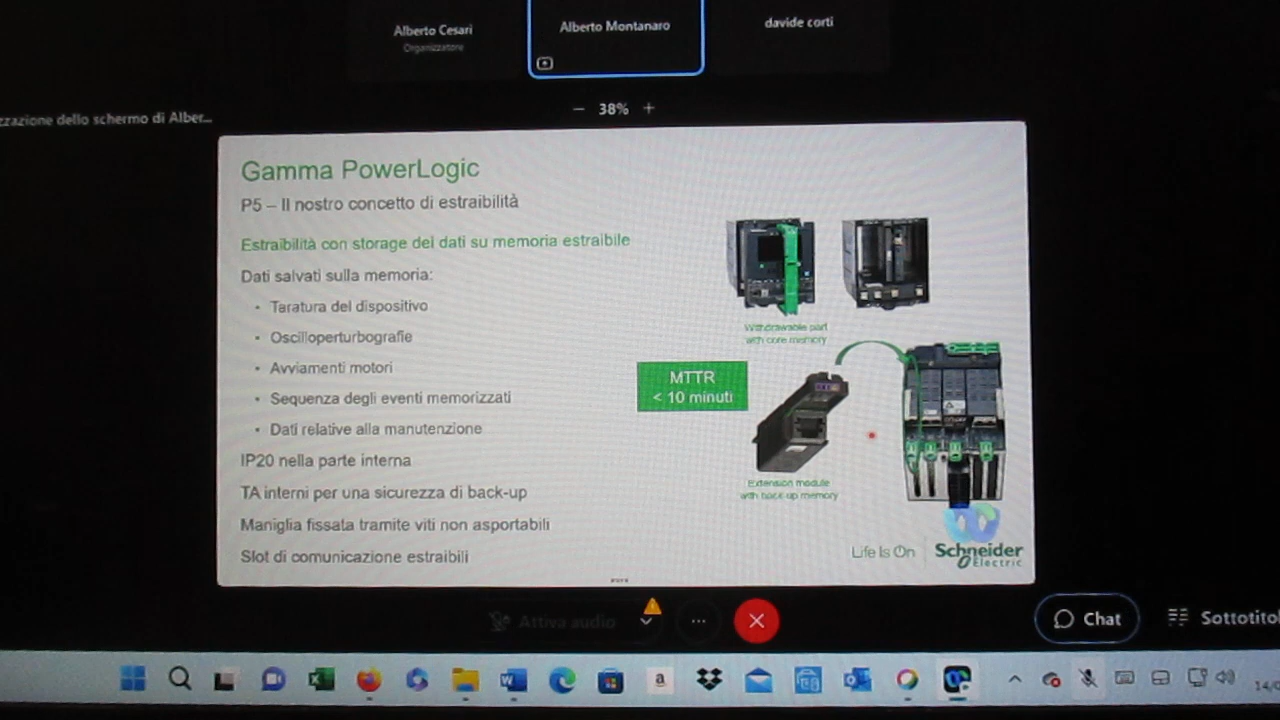 Alberto Cesari
Organizzatore
Alberto Montanaro
davide corti
38%
zzazione dello schermo di Alber...
Gamma PowerLogic
P5 – Il nostro concetto di estraibilità
Estraibilità con storage dei dati su memoria estraibile
Dati salvati sulla memoria:
• Taratura del dispositivo
• Oscilloperturbografie
• Avviamenti motori
• Sequenza degli eventi memorizzati
• Dati relative alla manutenzione
IP20 nella parte interna
TA interni per una sicurezza di back-up
Maniglia fissata tramite viti non asportabili
Slot di comunicazione estraibili
Withdrawable part
with core memory
MTTR
< 10 minuti
Extension module
with back-up memory
Life Is On
Schneider
Electric
Attiva audio
Chat
Sottotitol
14/0